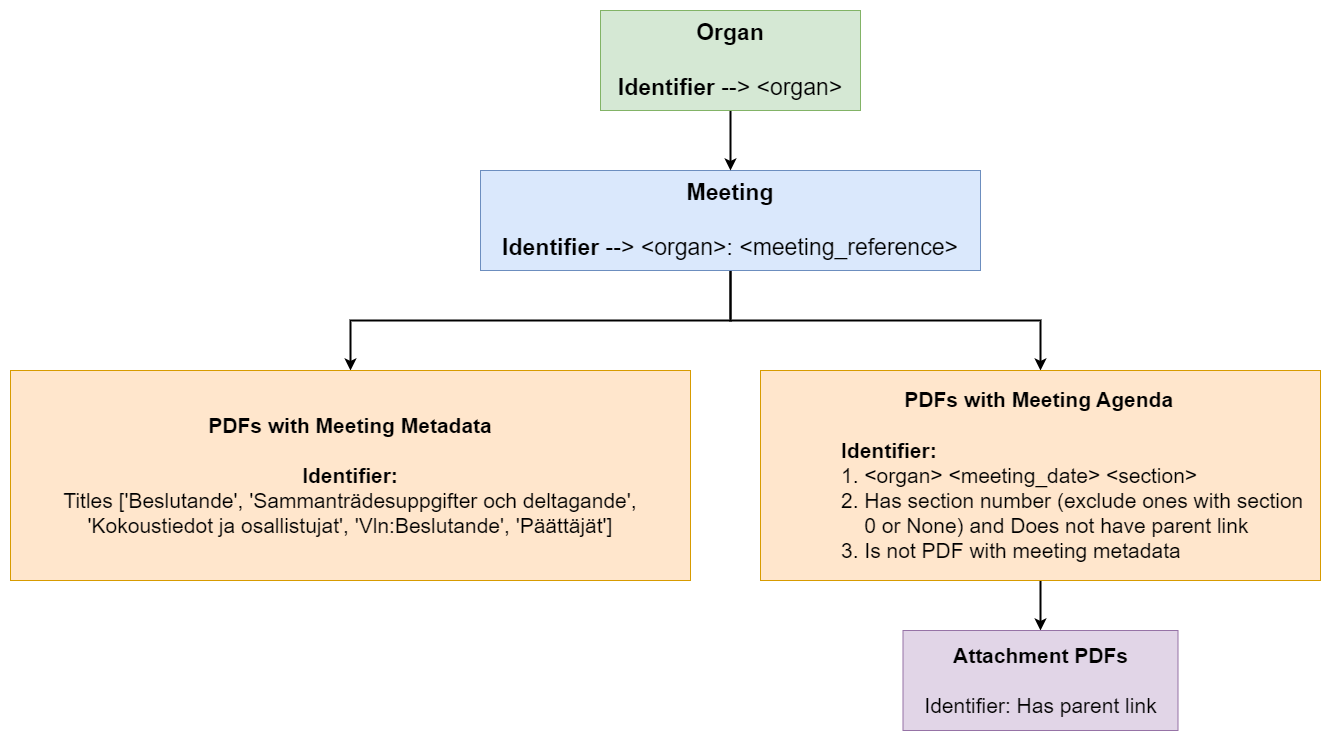 Organ
Identifier --> <organ>
Meeting
Identifier --> <organ>: <meeting_reference>
PDFs with Meeting Metadata
Identifier:
Titles ['Beslutande', 'Sammanträdesuppgifter och deltagande',
'Kokoustiedot ja osallistujat', 'Vln:Beslutande', 'Päättäjät']
PDFs with Meeting Agenda
Identifier:
1. <organ> <meeting_date> <section>
2. Has section number (exclude ones with section
0 or None) and Does not have parent link
3. Is not PDF with meeting metadata
Attachment PDFs
Identifier: Has parent link